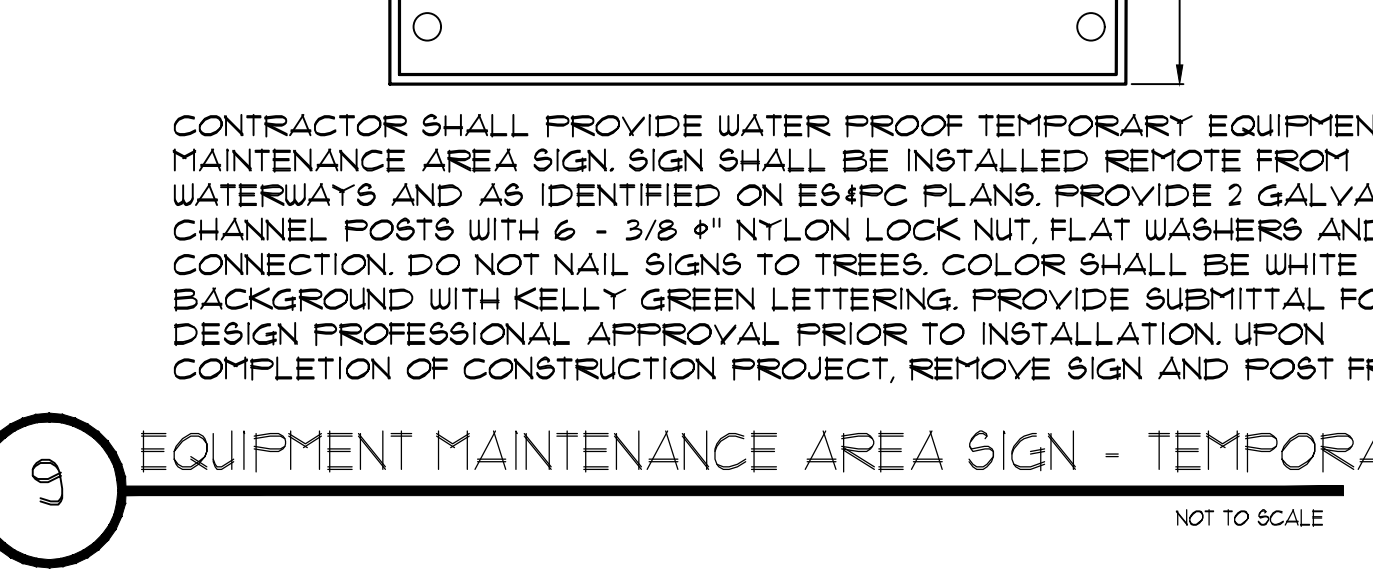 CONTRACTOR SHALL PROVIDE WATER PROOF TEMPORARY EQUIPMEN
MAINTENANCE AREA SIGN. SIGN SHALL BE INSTALLED REMOTE FROM
WATERWAYS AND AS IDENTIFIED ON ES&PC PLANS. PROVIDE 2 GALVA
CHANNEL POSTS WITH 6 - 3/8 φ" NYLON LOCK NUT, FLAT WASHERS AND
CONNECTION. DO NOT NAIL SIGNS TO TREES. COLOR SHALL BE WHITE
BACKGROUND WITH KELLY GREEN LETTERING. PROVIDE SUBMITTAL FO
DESIGN PROFESSIONAL APPROVAL PRIOR TO INSTALLATION. UPON
COMPLETION OF CONSTRUCTION PROJECT, REMOVE SIGN AND POST FR
9 EQUIPMENT MAINTENANCE AREA SIGN - TEMPORA
NOT TO SCALE